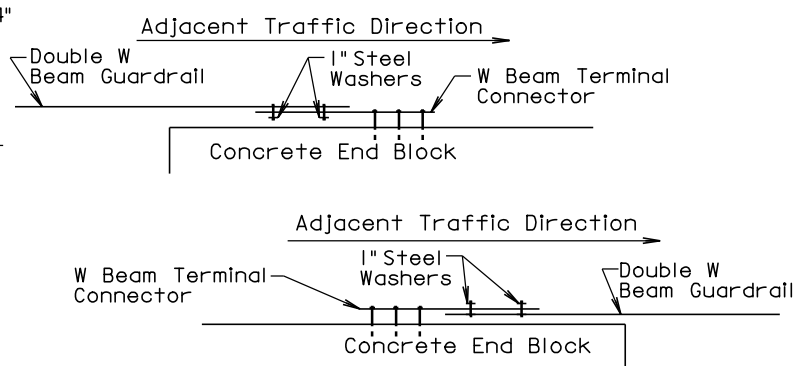 4"
Adjacent Traffic Direction
Double W
Beam Guardrail
1" Steel
Washers
W Beam Terminal
Connector
Concrete End Block
Adjacent Traffic Direction
1" Steel
Washers
W Beam Terminal
Connector
Double W
Beam Guardrail
Concrete End Block